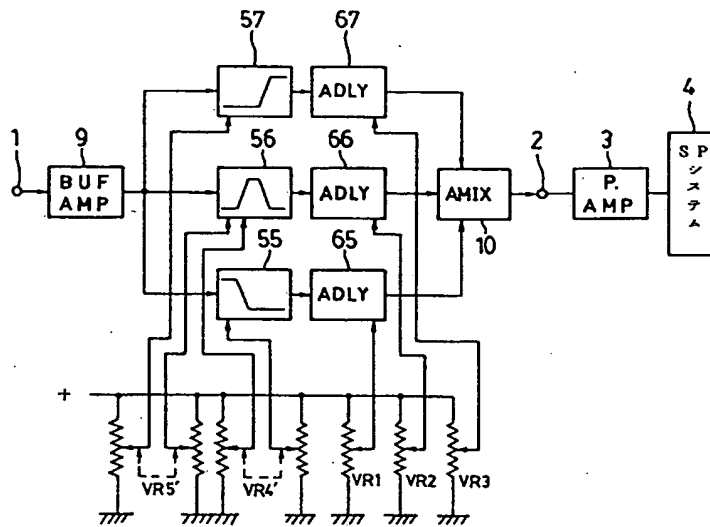 57
67
4
1
9
ADLY
SP
システム
56
66
2
3
BUF
AMP
ADLY
AMIX
P.
AMP
10
55
65
ADLY
+
VR5'
VR4'
VR1
VR2
VR3